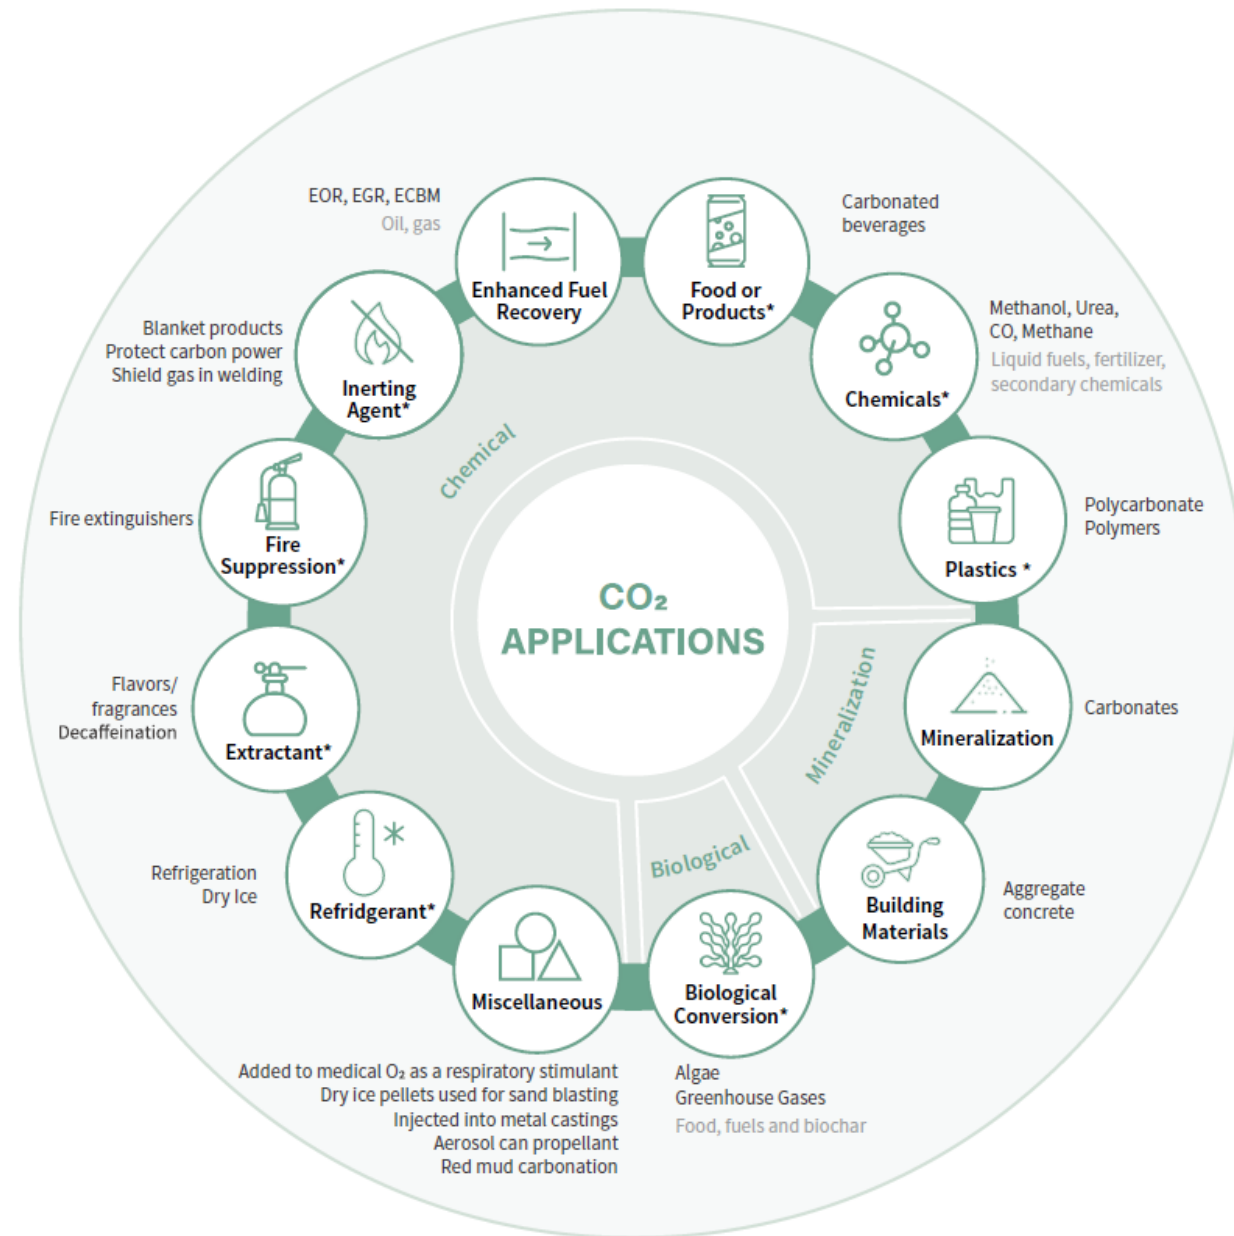 CO₂
APPLICATIONS
Chemical
Mineralization
Biological
EOR, EGR, ECBM
Oil, gas
Enhanced Fuel
Recovery
Food or
Products*
Carbonated
beverages
Chemicals*
Methanol, Urea,
CO, Methane
Liquid fuels, fertilizer,
secondary chemicals
Plastics *
Polycarbonate
Polymers
Mineralization
Carbonates
Building
Materials
Aggregate
concrete
Biological
Conversion*
Algae
Greenhouse Gases
Food, fuels and biochar
Miscellaneous
Added to medical O₂ as a respiratory stimulant
Dry ice pellets used for sand blasting
Injected into metal castings
Aerosol can propellant
Red mud carbonation
Refridgerant*
Refrigeration
Dry Ice
Extractant*
Flavors/
fragrances
Decaffeination
Fire
Suppression*
Fire extinguishers
Inerting
Agent*
Blanket products
Protect carbon power
Shield gas in welding